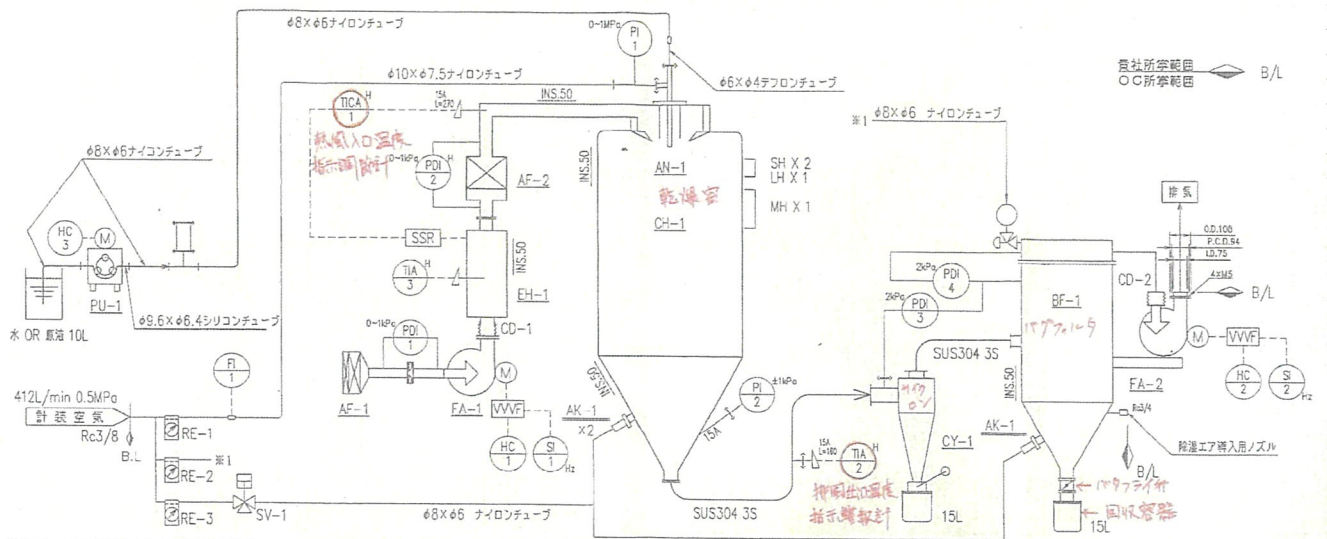 φ8×φ6ナイロンチューブ
0~1MPa
PI
1
貴社所掌範囲
○○所掌範囲
B/L
φ10×φ7.5ナイロンチューブ
φ6×φ4テフロンチューブ
INS.50
TICA
1
H
15A
L=270
熱風入口温度
指示調節計
0~1kPa
PDI
2
H
AF-2
INS.50
AN-1
乾燥室
CH-1
SH X 2
LH X 1
MH X 1
※1 φ8×φ6 ナイロンチューブ
排気
O.D.108
P.C.D.94
I.D.75
4×M5
B/L
φ8×φ6ナイロンチューブ
HC
3
M
PU-1
水 OR 原液 10L
φ9.6×φ6.4シリコンチューブ
SSR
TIA
3
H
INS.50
EH-1
CD-1
0~1kPa
PDI
1
AF-1
FA-1
M
VVVF
HC
1
SI
1
Hz
2kPa
PDI
4
2kPa
PDI
3
BF-1
バグフィルタ
CD-2
M
VVVF
HC
2
SI
2
Hz
FA-2
SUS304 3S
INS.50
サイク
ロン
CY-1
FI
1
412L/min 0.5MPa
計装空気
Rc3/8
B.L
RE-1
RE-2
※1
RE-3
SV-1
φ8×φ6 ナイロンチューブ
INS.50
AK-1
×2
PI
2
±1kPa
15A
15A
L=160
TIA
2
H
排風出口温度
指示警報計
SUS304 3S
15L
AK-1
Rc3/4
除湿エア導入用ノズル
B/L
バタフライ弁
回収容器
15L